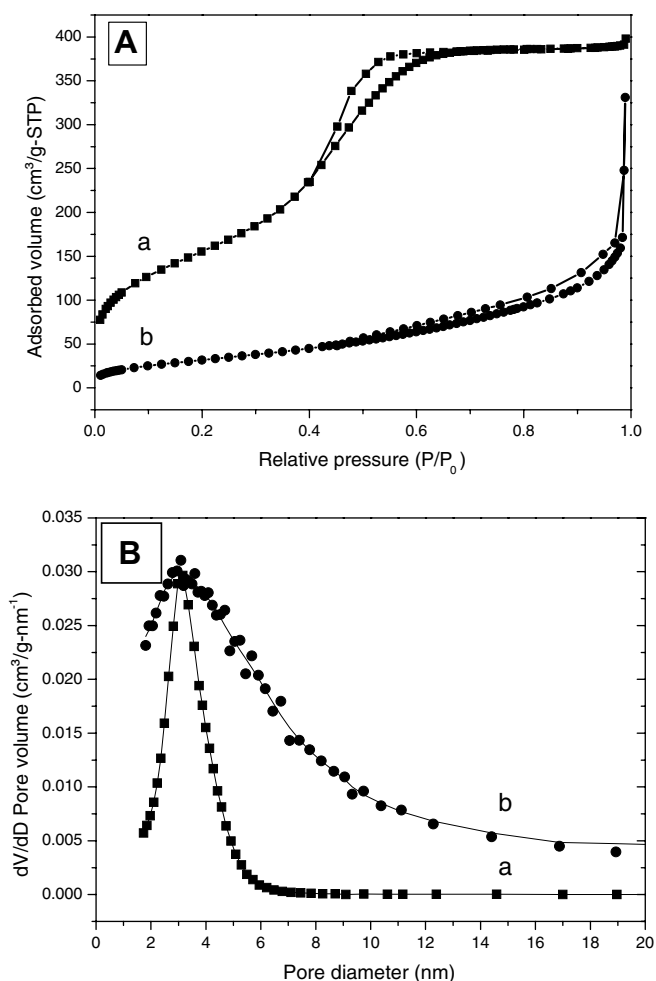 A
400
350
300
250
200
150
100
50
0
Adsorbed volume (cm³/g-STP)
a
b
0.0 0.2 0.4 0.6 0.8 1.0
Relative pressure (P/P₀)
B
0.035
0.030
0.025
0.020
0.015
0.010
0.005
0.000
dV/dD Pore volume (cm³/g-nm⁻¹)
b
a
0 2 4 6 8 10 12 14 16 18 20
Pore diameter (nm)